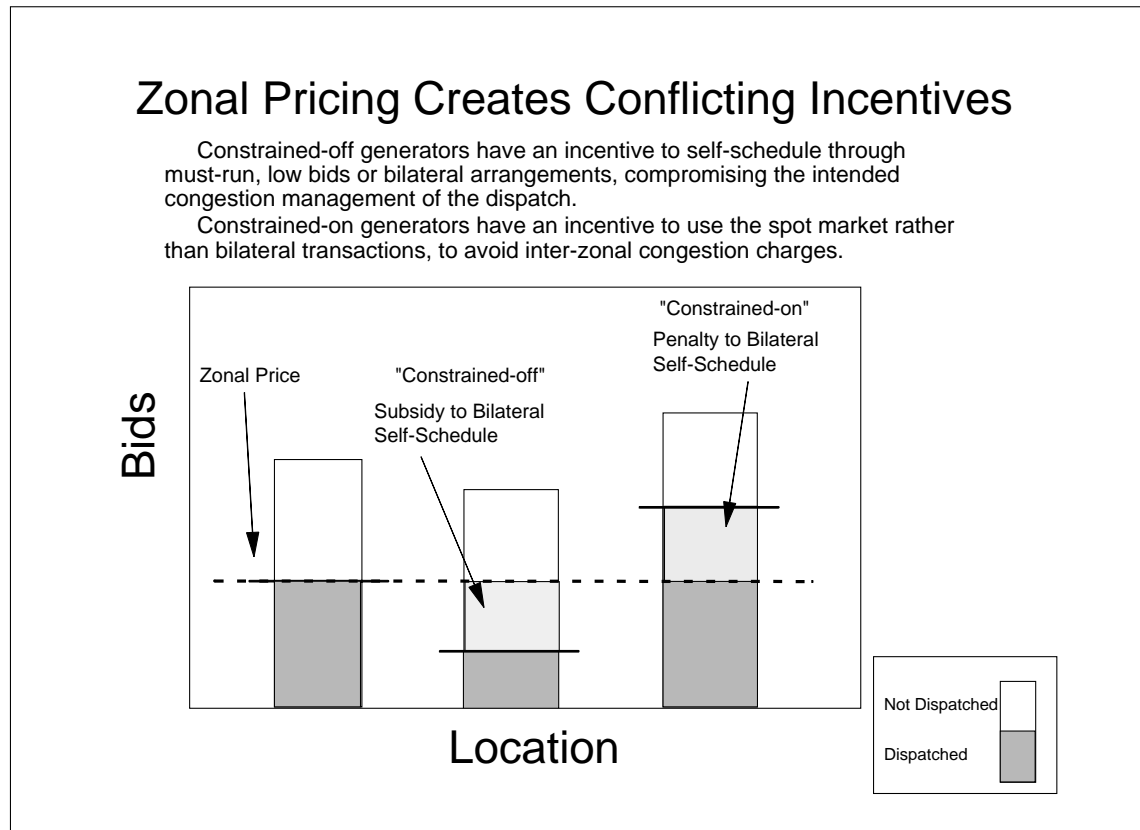 Zonal Pricing Creates Conflicting Incentives
Constrained-off generators have an incentive to self-schedule through
must-run, low bids or bilateral arrangements, compromising the intended
congestion management of the dispatch.
Constrained-on generators have an incentive to use the spot market rather
than bilateral transactions, to avoid inter-zonal congestion charges.
"Constrained-on"
Penalty to Bilateral
Self-Schedule
Zonal Price
"Constrained-off"
Subsidy to Bilateral
Self-Schedule
Bids
Location
Not Dispatched
Dispatched